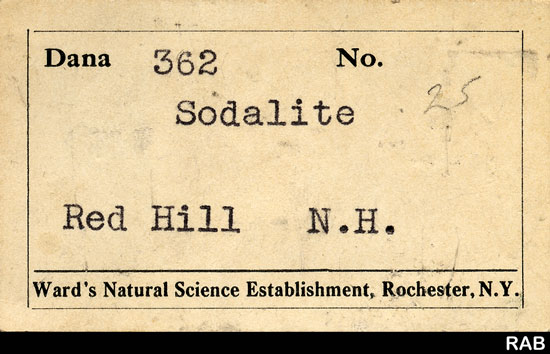 Dana 362 No.
25
Sodalite
Red Hill N.H.
Ward's Natural Science Establishment, Rochester, N.Y.
RAB